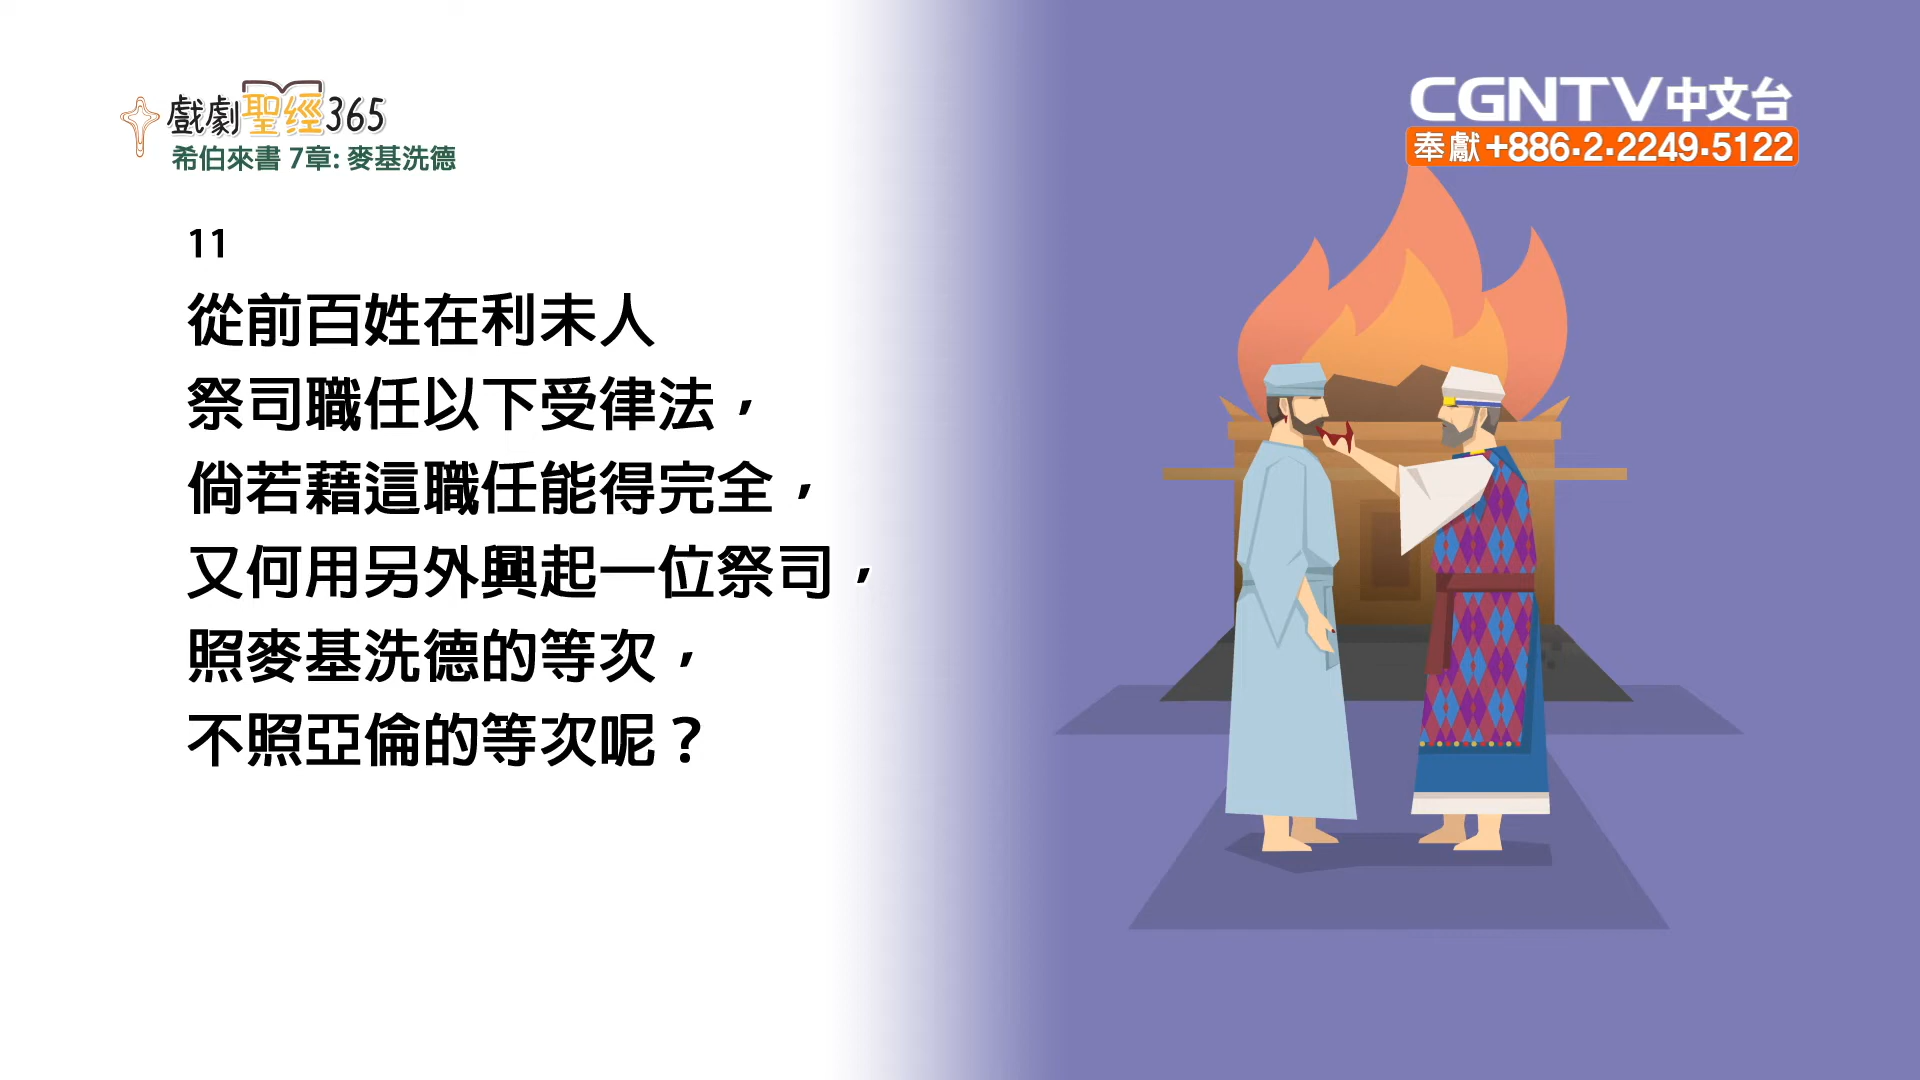 戲劇聖經365
希伯來書 7章: 麥基洗德
CGNTV中文台
奉獻 +886·2·2249·5122
11
從前百姓在利未人
祭司職任以下受律法，
倘若藉這職任能得完全，
又何用另外興起一位祭司，
照麥基洗德的等次，
不照亞倫的等次呢？